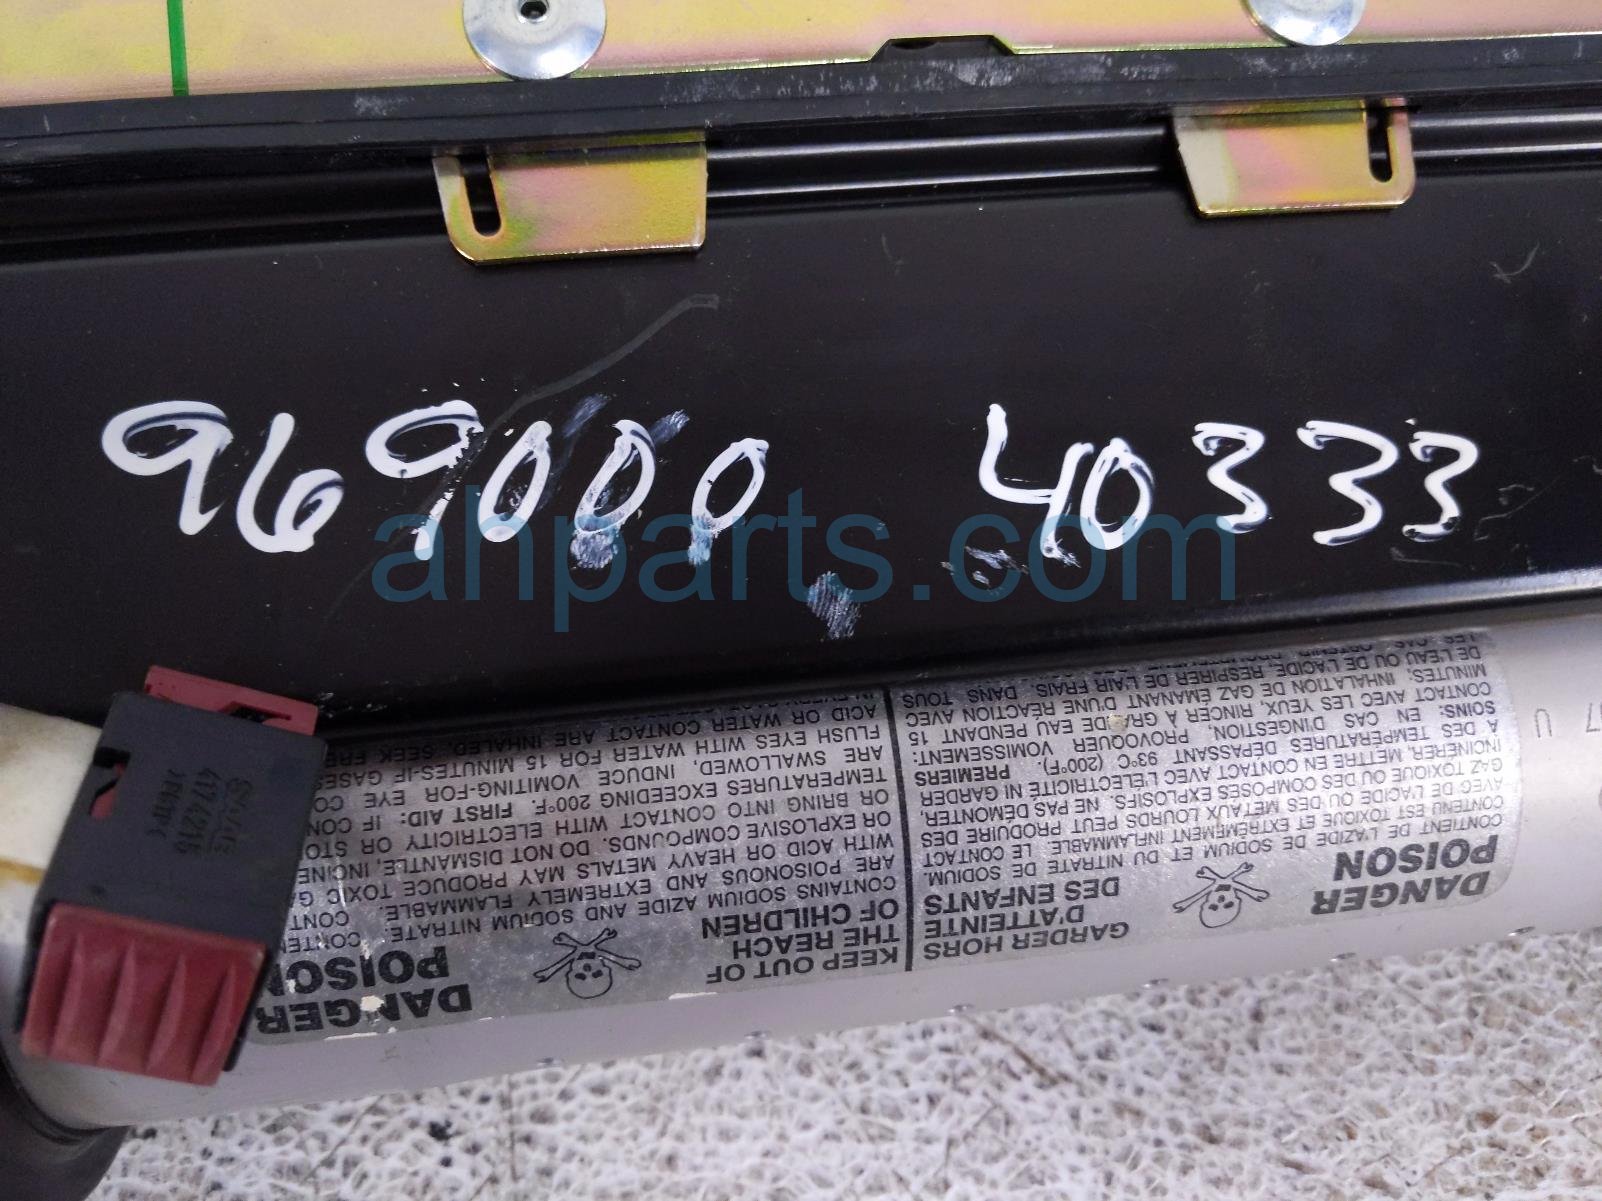 969000 40333
ahparts.com
DANGER
POISON
KEEP OUT OF
THE REACH
OF CHILDREN
CONTAINS SODIUM AZIDE AND SODIUM NITRATE. CONTENTS
ARE POISONOUS AND EXTREMELY FLAMMABLE. CONTACT
WITH ACID OR HEAVY METALS MAY PRODUCE TOXIC GA
OR EXPLOSIVE COMPOUNDS. DO NOT DISMANTLE, INCINE
OR BRING INTO CONTACT WITH ELECTRICITY OR STO
TEMPERATURES EXCEEDING 200°F. FIRST AID: IF CON
ARE SWALLOWED, INDUCE VOMITING-FOR EYE CO
FLUSH EYES WITH WATER FOR 15 MINUTES-IF GASES
ACID OR WATER CONTACT ARE INHALED, SEEK FRE
DANGER
POISON
GARDER HORS
D'ATTEINTE
DES ENFANTS
CONTIENT DE L'AZIDE DE SODIUM ET DU NITRATE DE SODIUM.
CONTENU EST TOXIQUE ET EXTRÊMEMENT INFLAMMABLE. LE CONTACT
AVEC DE L'ACIDE OU DES MÉTAUX LOURDS PEUT PRODUIRE DES
GAZ TOXIQUE OU DES COMPOSES EXPLOSIFS. NE PAS DÉMONTER,
INCINERER, METTRE EN CONTACT AVEC L'ÉLECTRICITÉ NI GARDER
A DES TEMPÉRATURES DÉPASSANT 93°C (200°F). PREMIERS
SOINS: EN CAS D'INGESTION, PROVOQUER VOMISSEMENT:
CONTACT AVEC LES YEUX, RINCER A GRANDE EAU PENDANT 15
MINUTES; INHALATION DE GAZ ÉMANANT D'UNE RÉACTION AVEC
DE L'EAU OU DE L'ACIDE, RESPIRER DE L'AIR FRAIS. DANS TOUS
LES CAS
7 U